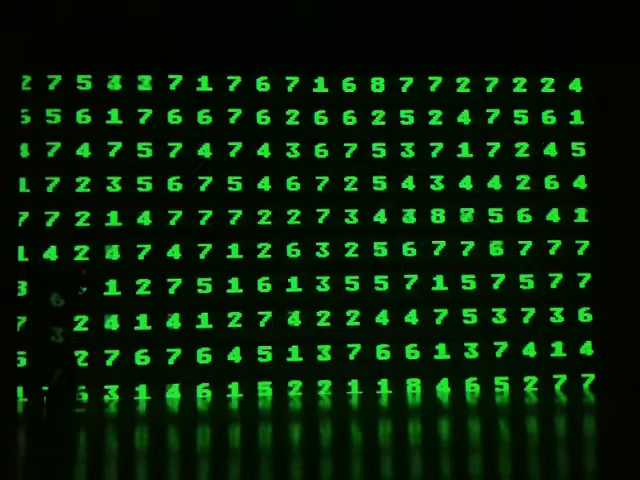 7 5 7 1 7 6 7 1 6 8 7 7 2 7 2 2 4
5 6 1 7 6 6 7 6 2 6 6 2 5 2 4 7 5 6 1
7 4 7 5 7 4 7 4 3 6 7 5 3 7 1 7 2 4 5
7 2 3 5 6 7 5 4 6 7 2 5 4 3 4 4 2 6 4
7 2 1 4 7 7 7 2 2 7 3 4 8 5 6 4
4 2 7 4 7 1 2 6 3 2 5 6 7 7 7 7 7
1 2 7 5 1 6 1 3 5 5 7 1 5 7 5 7 7
2 1 1 2 7 2 2 4 4 7 5 3 7 3 6
2 7 6 7 6 4 5 1 3 7 6 6 1 3 7 4 1 4
3 1 6 1 5 2 2 1 1 8 4 6 5 2 7 7